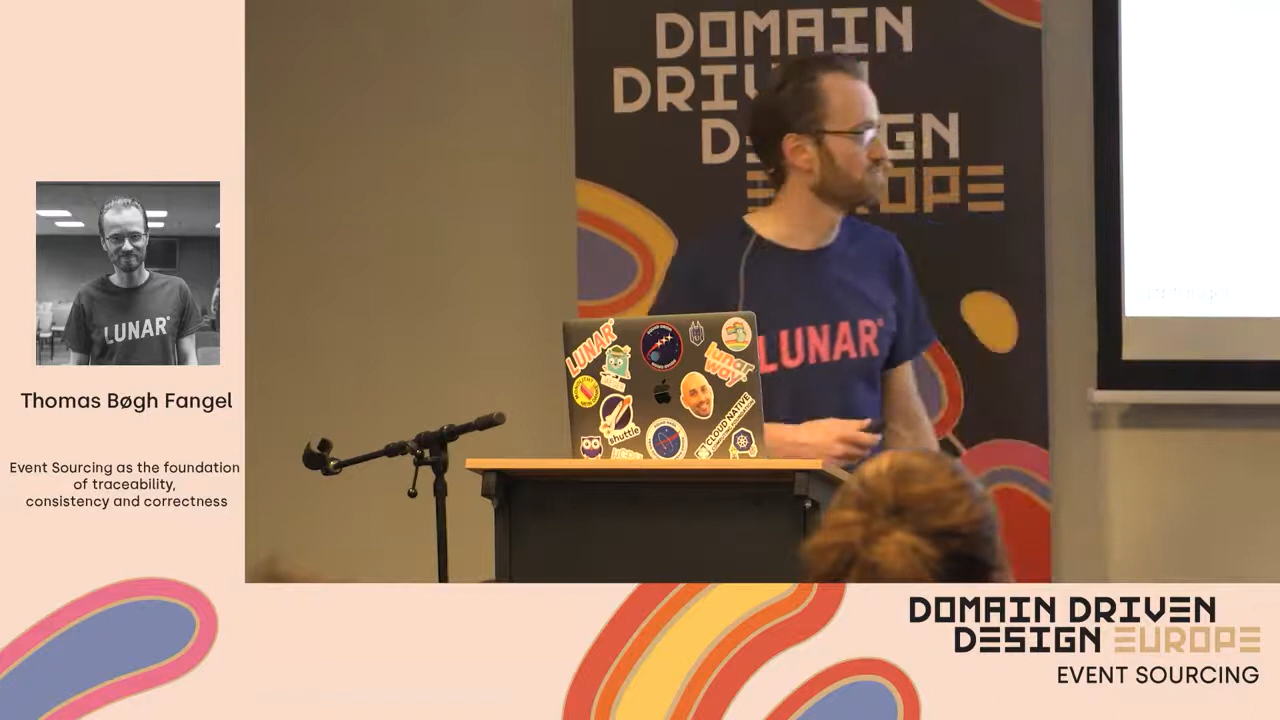 DOMAIN
DRIVEN
DESIGN
EUROPE
LUNAR°
LUNAR°
LUNAR°
lunar
way
shuttle
CLOUD NATIVE
Thomas Bøgh Fangel
Event Sourcing as the foundation
of traceability,
consistency and correctness
DOMAIN DRIVEN
DESIGN EUROPE
EVENT SOURCING